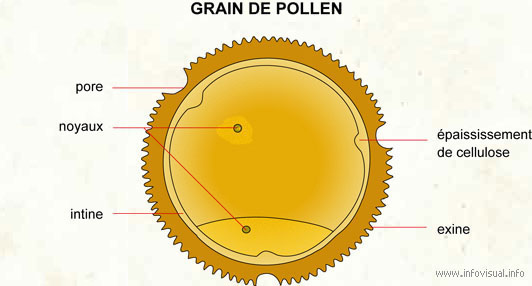 GRAIN DE POLLEN
pore
noyaux
épaississement
de cellulose
intine
exine
www.infovisual.info